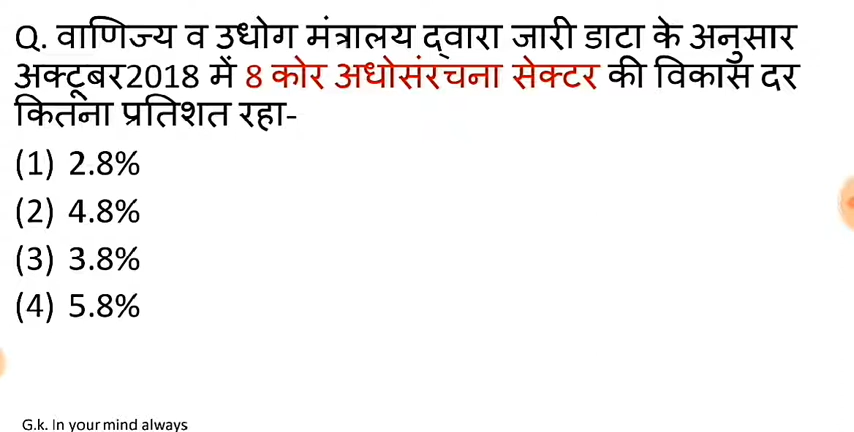 Q. वाणिज्य व उधोग मंत्रालय द्वारा जारी डाटा के अनुसार
अक्टूबर2018 में 8 कोर अधोसंरचना सेक्टर की विकास दर
कितना प्रतिशत रहा-
(1) 2.8%
(2) 4.8%
(3) 3.8%
(4) 5.8%
G.k. In your mind always